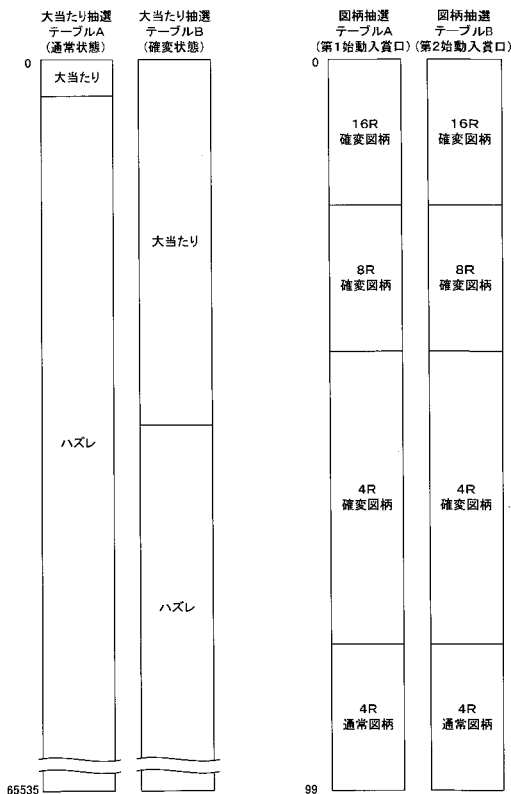 大当たり抽選
テーブルA
(通常状態)
0
大当たり
ハズレ
65535
大当たり抽選
テーブルB
(確変状態)
大当たり
ハズレ
図柄抽選
テーブルA
(第1始動入賞口)
0
16R
確変図柄
8R
確変図柄
4R
確変図柄
4R
通常図柄
99
図柄抽選
テーブルB
(第2始動入賞口)
16R
確変図柄
8R
確変図柄
4R
確変図柄
4R
通常図柄